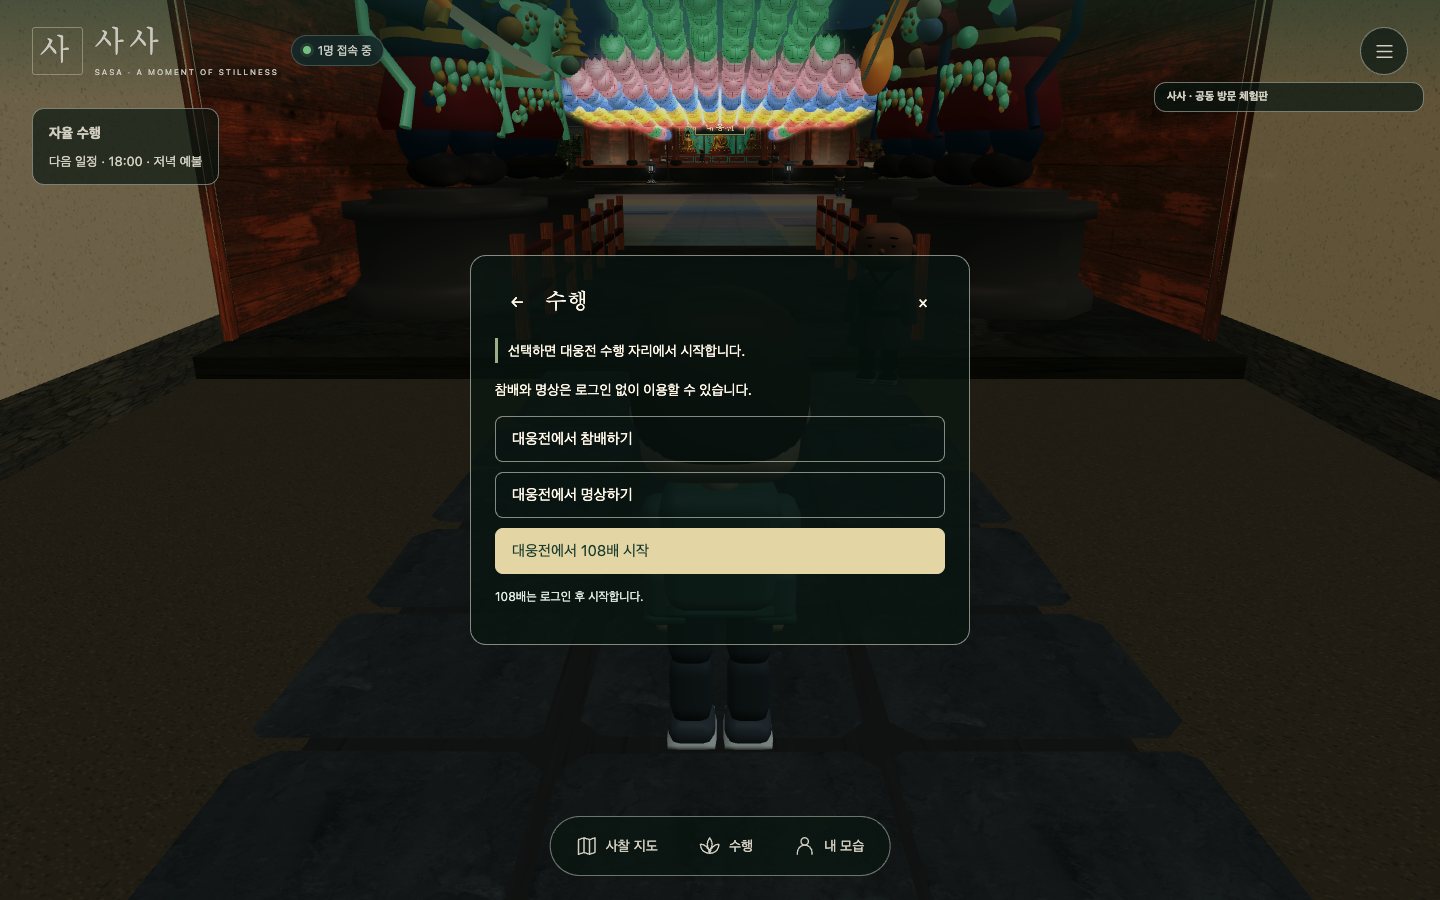 사 사사
SASA · A MOMENT OF STILLNESS
1명 접속 중
사사 · 공동 방문 체험판
자율 수행
다음 일정 · 18:00 · 저녁 예불
대웅전
수행
선택하면 대웅전 수행 자리에서 시작합니다.
참배와 명상은 로그인 없이 이용할 수 있습니다.
대웅전에서 참배하기
대웅전에서 명상하기
대웅전에서 108배 시작
108배는 로그인 후 시작합니다.
사찰 지도
수행
내 모습